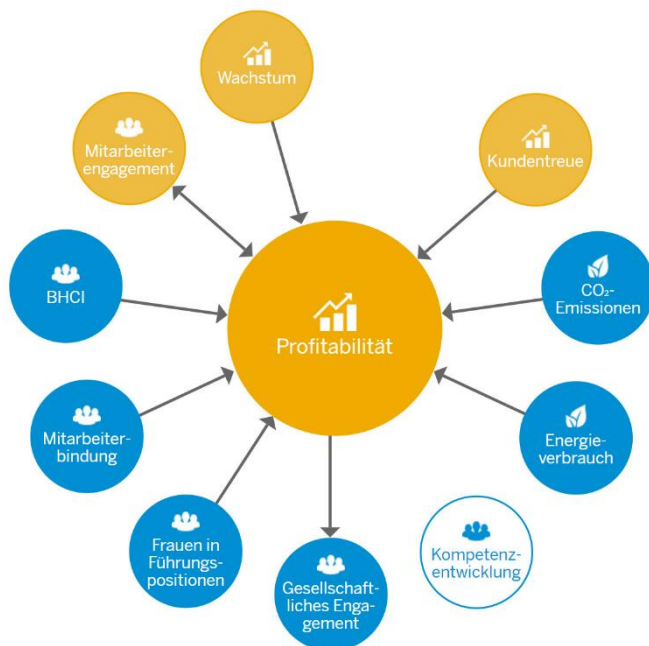 Wachstum
Mitarbeiter-
engagement
Kundentreue
BHCI
CO₂-
Emissionen
Profitabilität
Mitarbeiter-
bindung
Energie-
verbrauch
Frauen in
Führungs-
positionen
Kompetenz-
entwicklung
Gesellschaft-
liches Enga-
gement